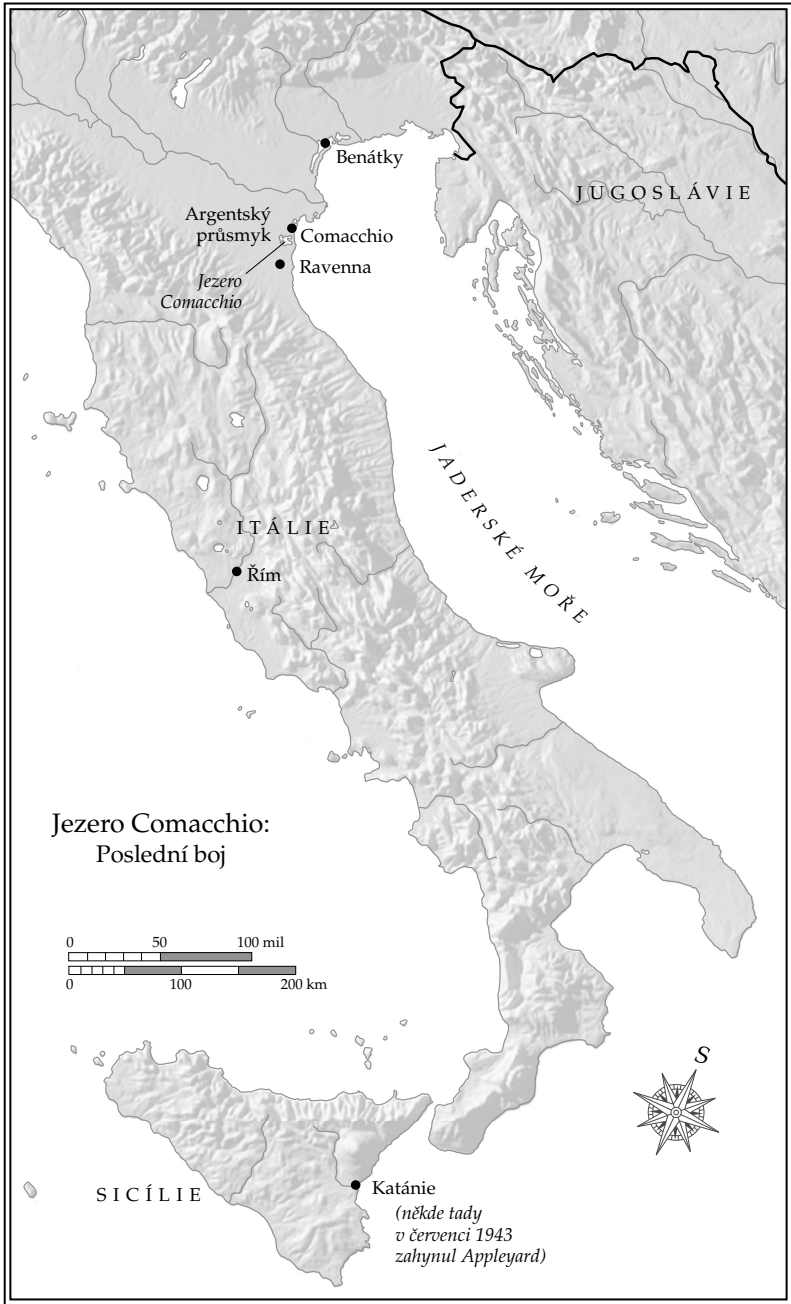 Benátky
JUGOSLÁVIE
Argentský
průsmyk
Comacchio
Jezero
Comacchio
Ravenna
JADERSKÉ MOŘE
ITÁLIE
Řím
Jezero Comacchio:
Poslední boj
0 50 100 mil
0 100 200 km
S
SICÍLIE
Katánie
(někde tady
v červenci 1943
zahynul Appleyard)